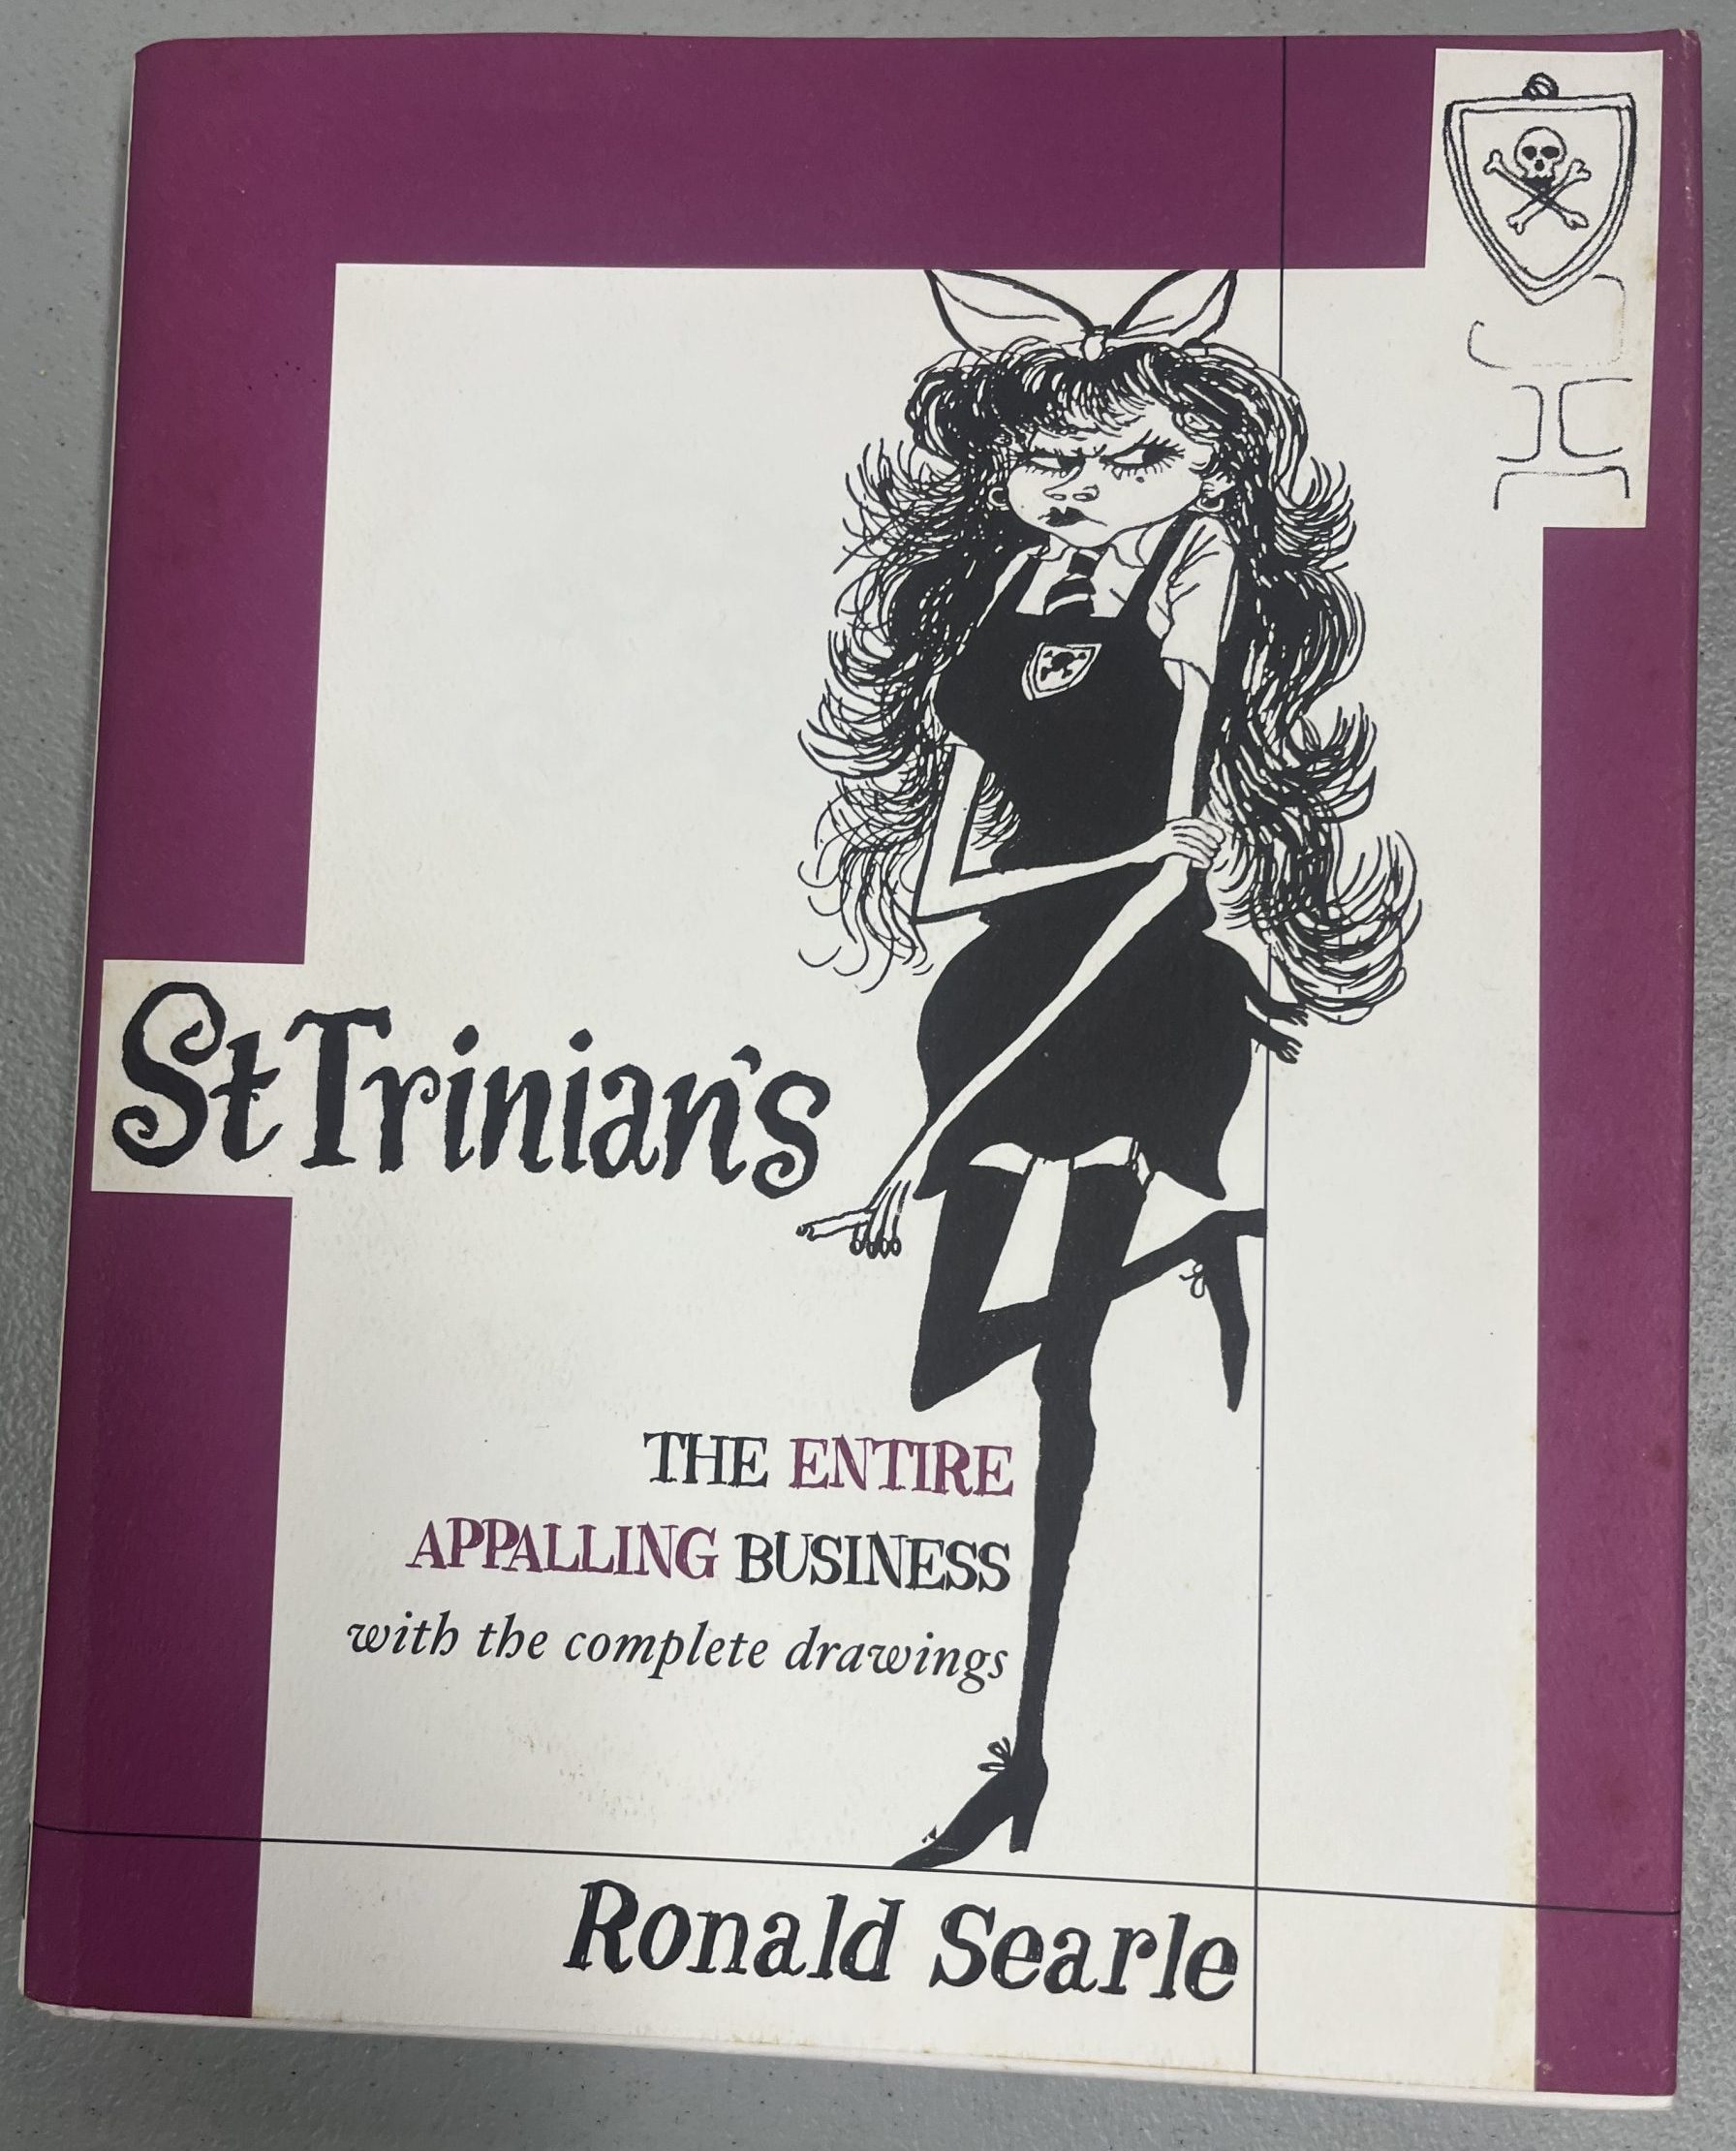 St Trinian's
THE ENTIRE
APPALLING BUSINESS
with the complete drawings
Ronald Searle